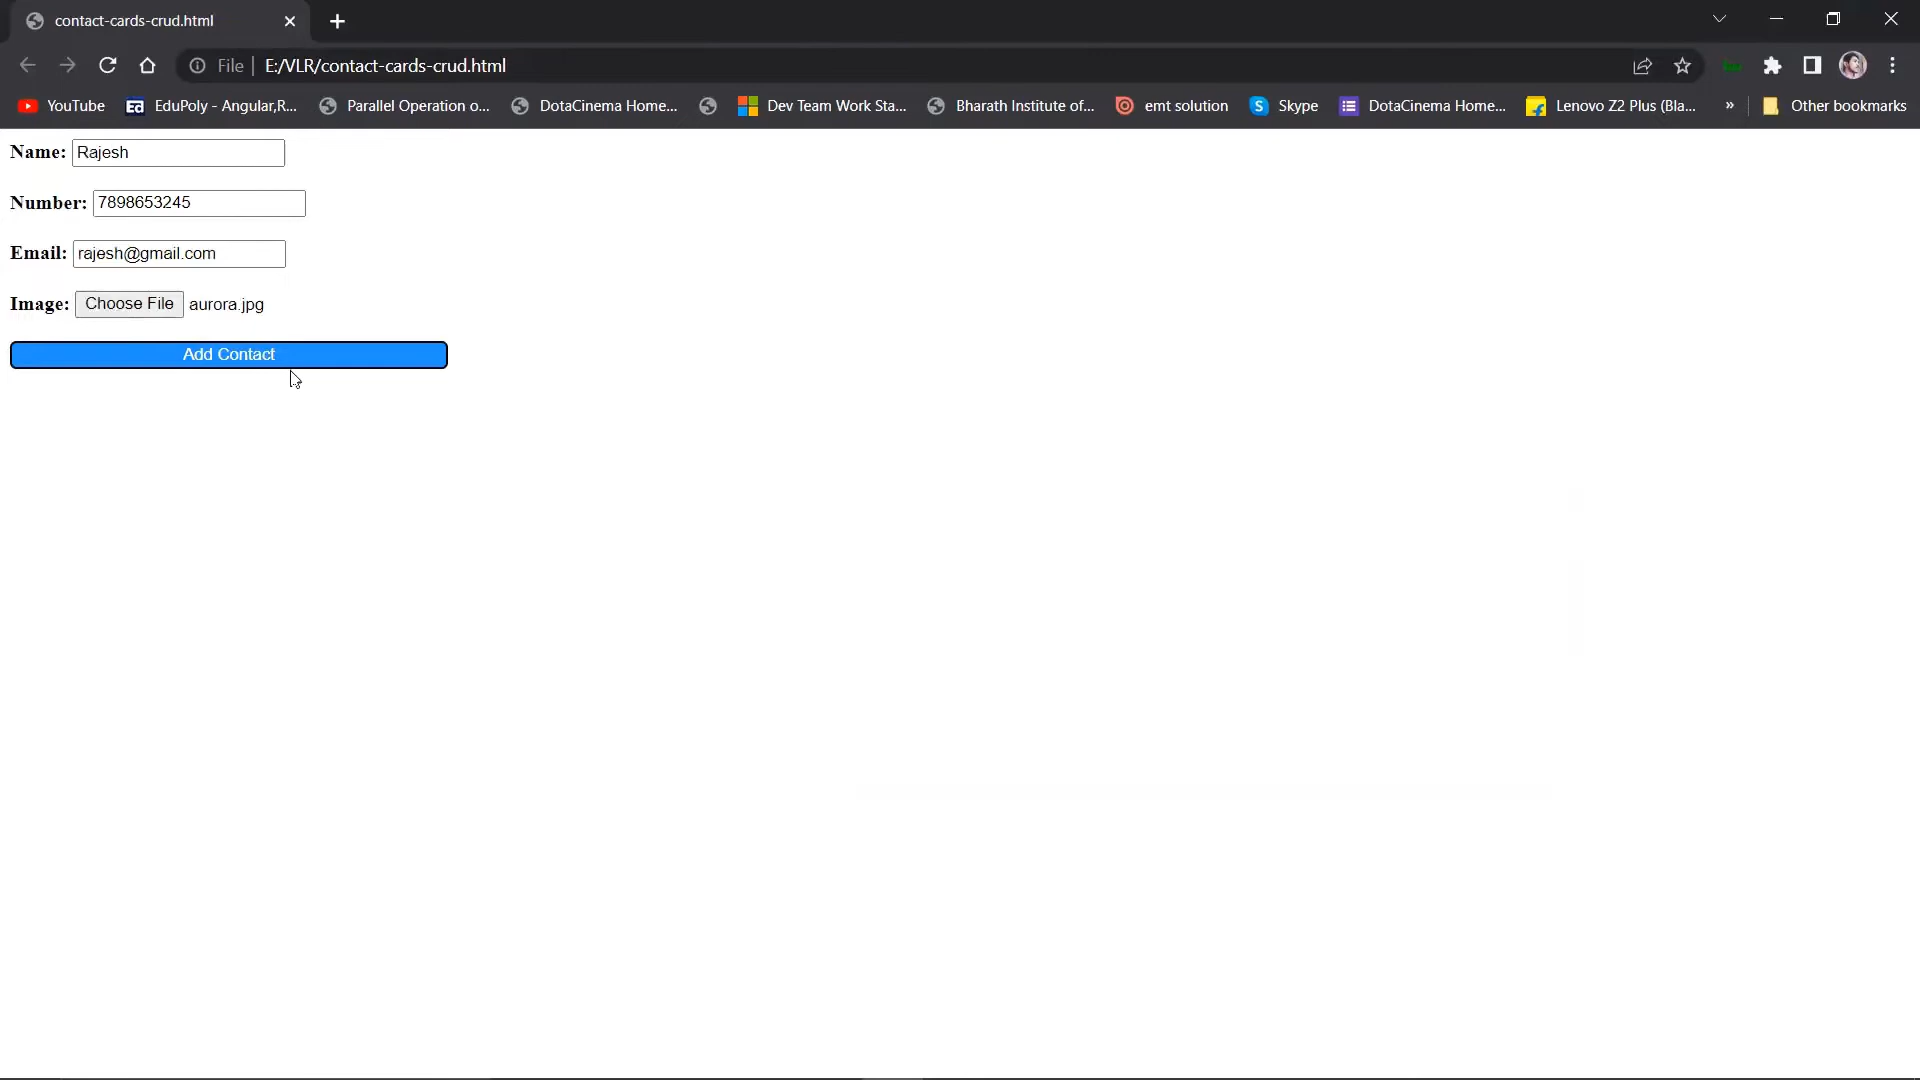 contact-cards-crud.html
File | E:/VLR/contact-cards-crud.html
YouTube EduPoly - Angular,R... Parallel Operation o... DotaCinema Home... Dev Team Work Sta... Bharath Institute of... emt solution Skype DotaCinema Home... Lenovo Z2 Plus (Bla... » Other bookmarks
Name: Rajesh
Number: 7898653245
Email: rajesh@gmail.com
Image: Choose File aurora.jpg
Add Contact